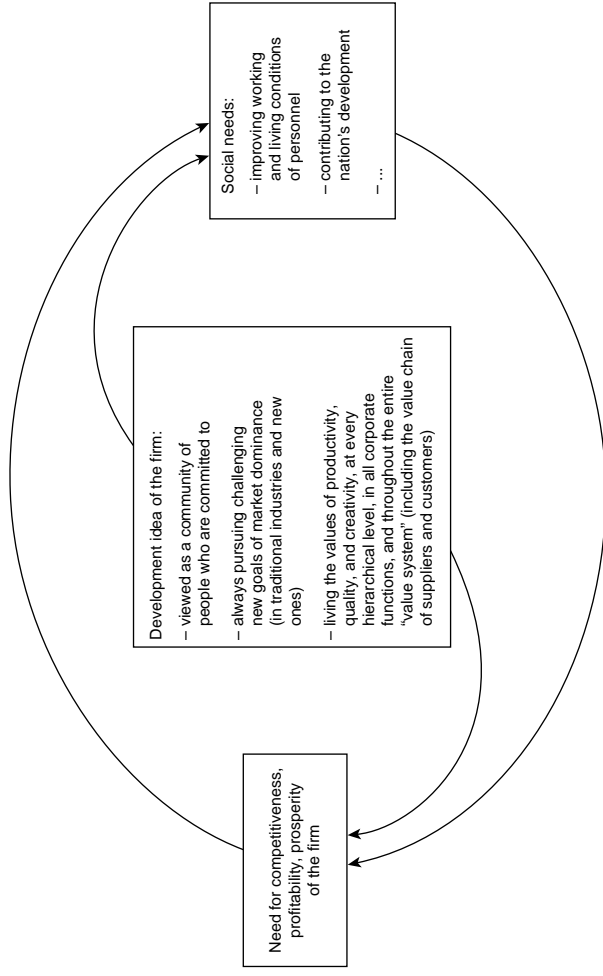 Need for competitiveness,
profitability, prosperity
of the firm
Development idea of the firm:
– viewed as a community of
people who are committed to
– always pursuing challenging
new goals of market dominance
(in traditional industries and new
ones)
– living the values of productivity,
quality, and creativity, at every
hierarchical level, in all corporate
functions, and throughout the entire
“value system” (including the value chain
of suppliers and customers)
Social needs:
– improving working
and living conditions
of personnel
– contributing to the
nation's development
– ...